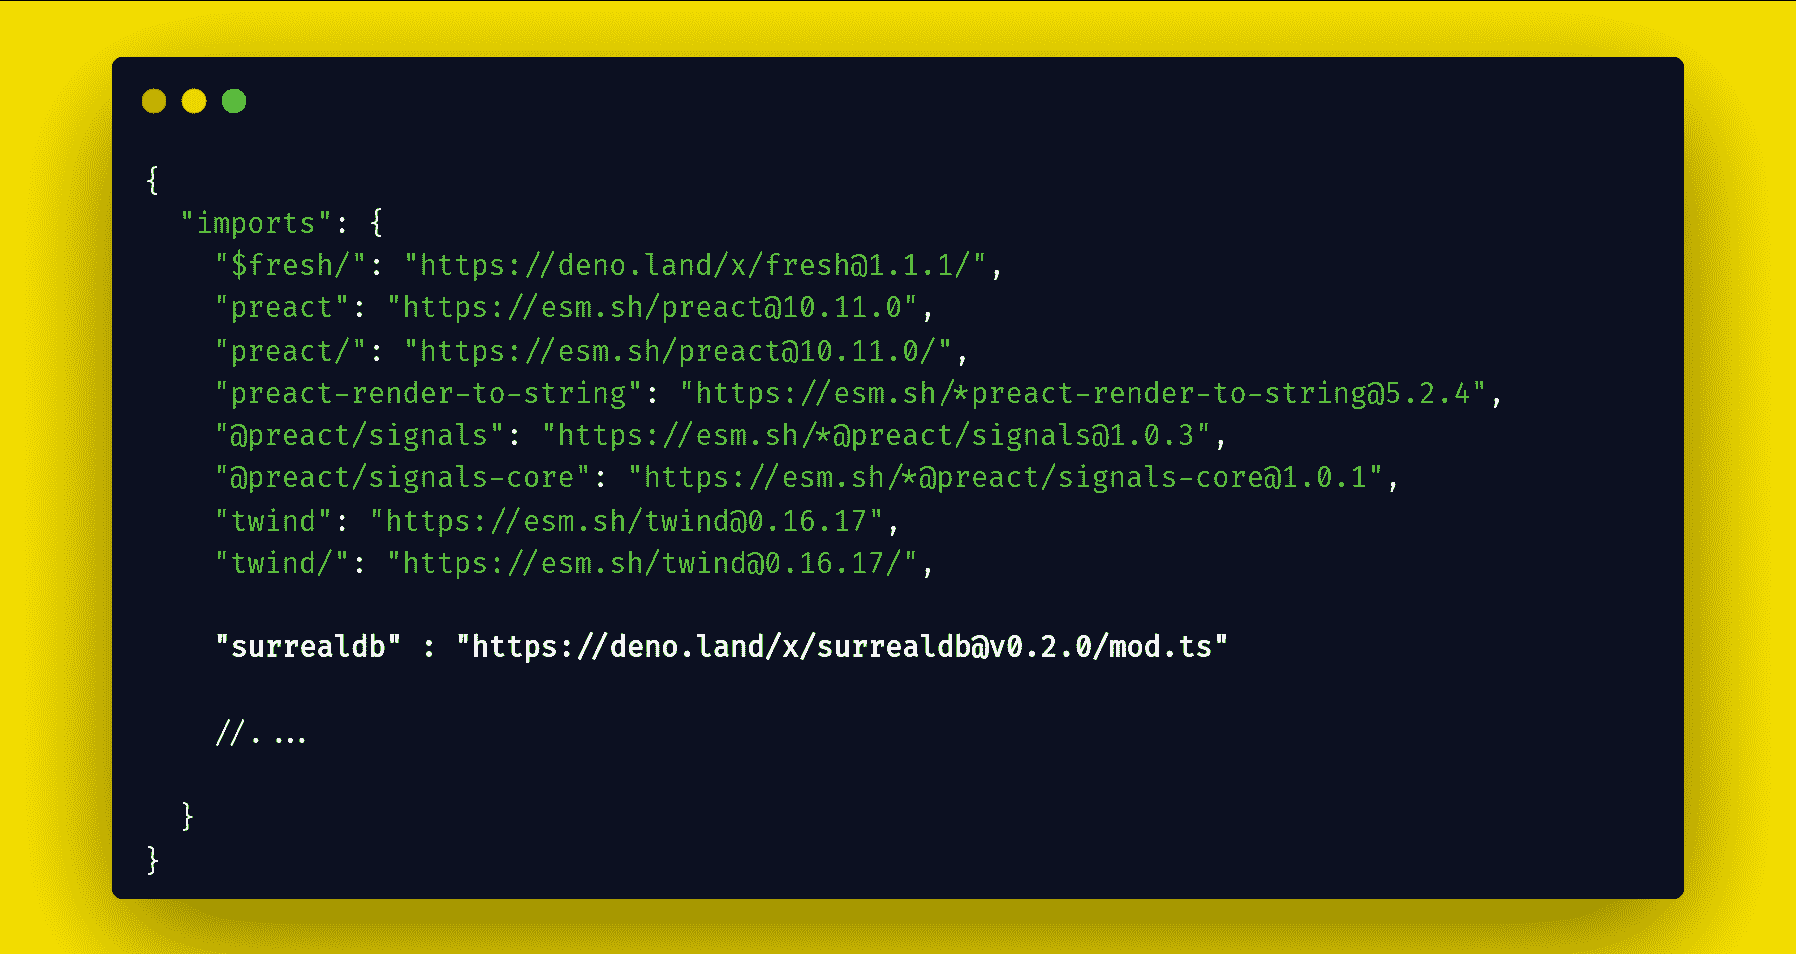 {
"imports": {
"$fresh/": "https://deno.land/x/fresh@1.1.1/",
"preact": "https://esm.sh/preact@10.11.0",
"preact/": "https://esm.sh/preact@10.11.0/",
"preact-render-to-string": "https://esm.sh/*preact-render-to-string@5.2.4",
"@preact/signals": "https://esm.sh/*@preact/signals@1.0.3",
"@preact/signals-core": "https://esm.sh/*@preact/signals-core@1.0.1",
"twind": "https://esm.sh/twind@0.16.17",
"twind/": "https://esm.sh/twind@0.16.17/",
"surrealdb" : "https://deno.land/x/surrealdb@v0.2.0/mod.ts"
//. ...
}
}